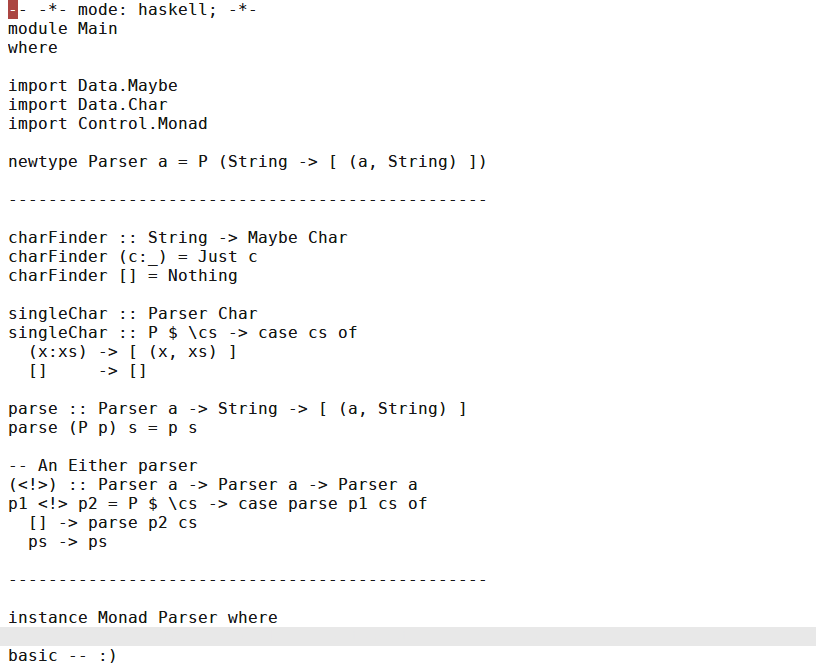 -- -*- mode: haskell; -*-
module Main
where

import Data.Maybe
import Data.Char
import Control.Monad

newtype Parser a = P (String -> [ (a, String) ])

------------------------------------------------

charFinder :: String -> Maybe Char
charFinder (c:_) = Just c
charFinder [] = Nothing

singleChar :: Parser Char
singleChar :: P $ \cs -> case cs of
  (x:xs) -> [ (x, xs) ]
  []     -> []

parse :: Parser a -> String -> [ (a, String) ]
parse (P p) s = p s

-- An Either parser
(<!>) :: Parser a -> Parser a -> Parser a
p1 <!> p2 = P $ \cs -> case parse p1 cs of
  [] -> parse p2 cs
  ps -> ps

------------------------------------------------

instance Monad Parser where

basic -- :)